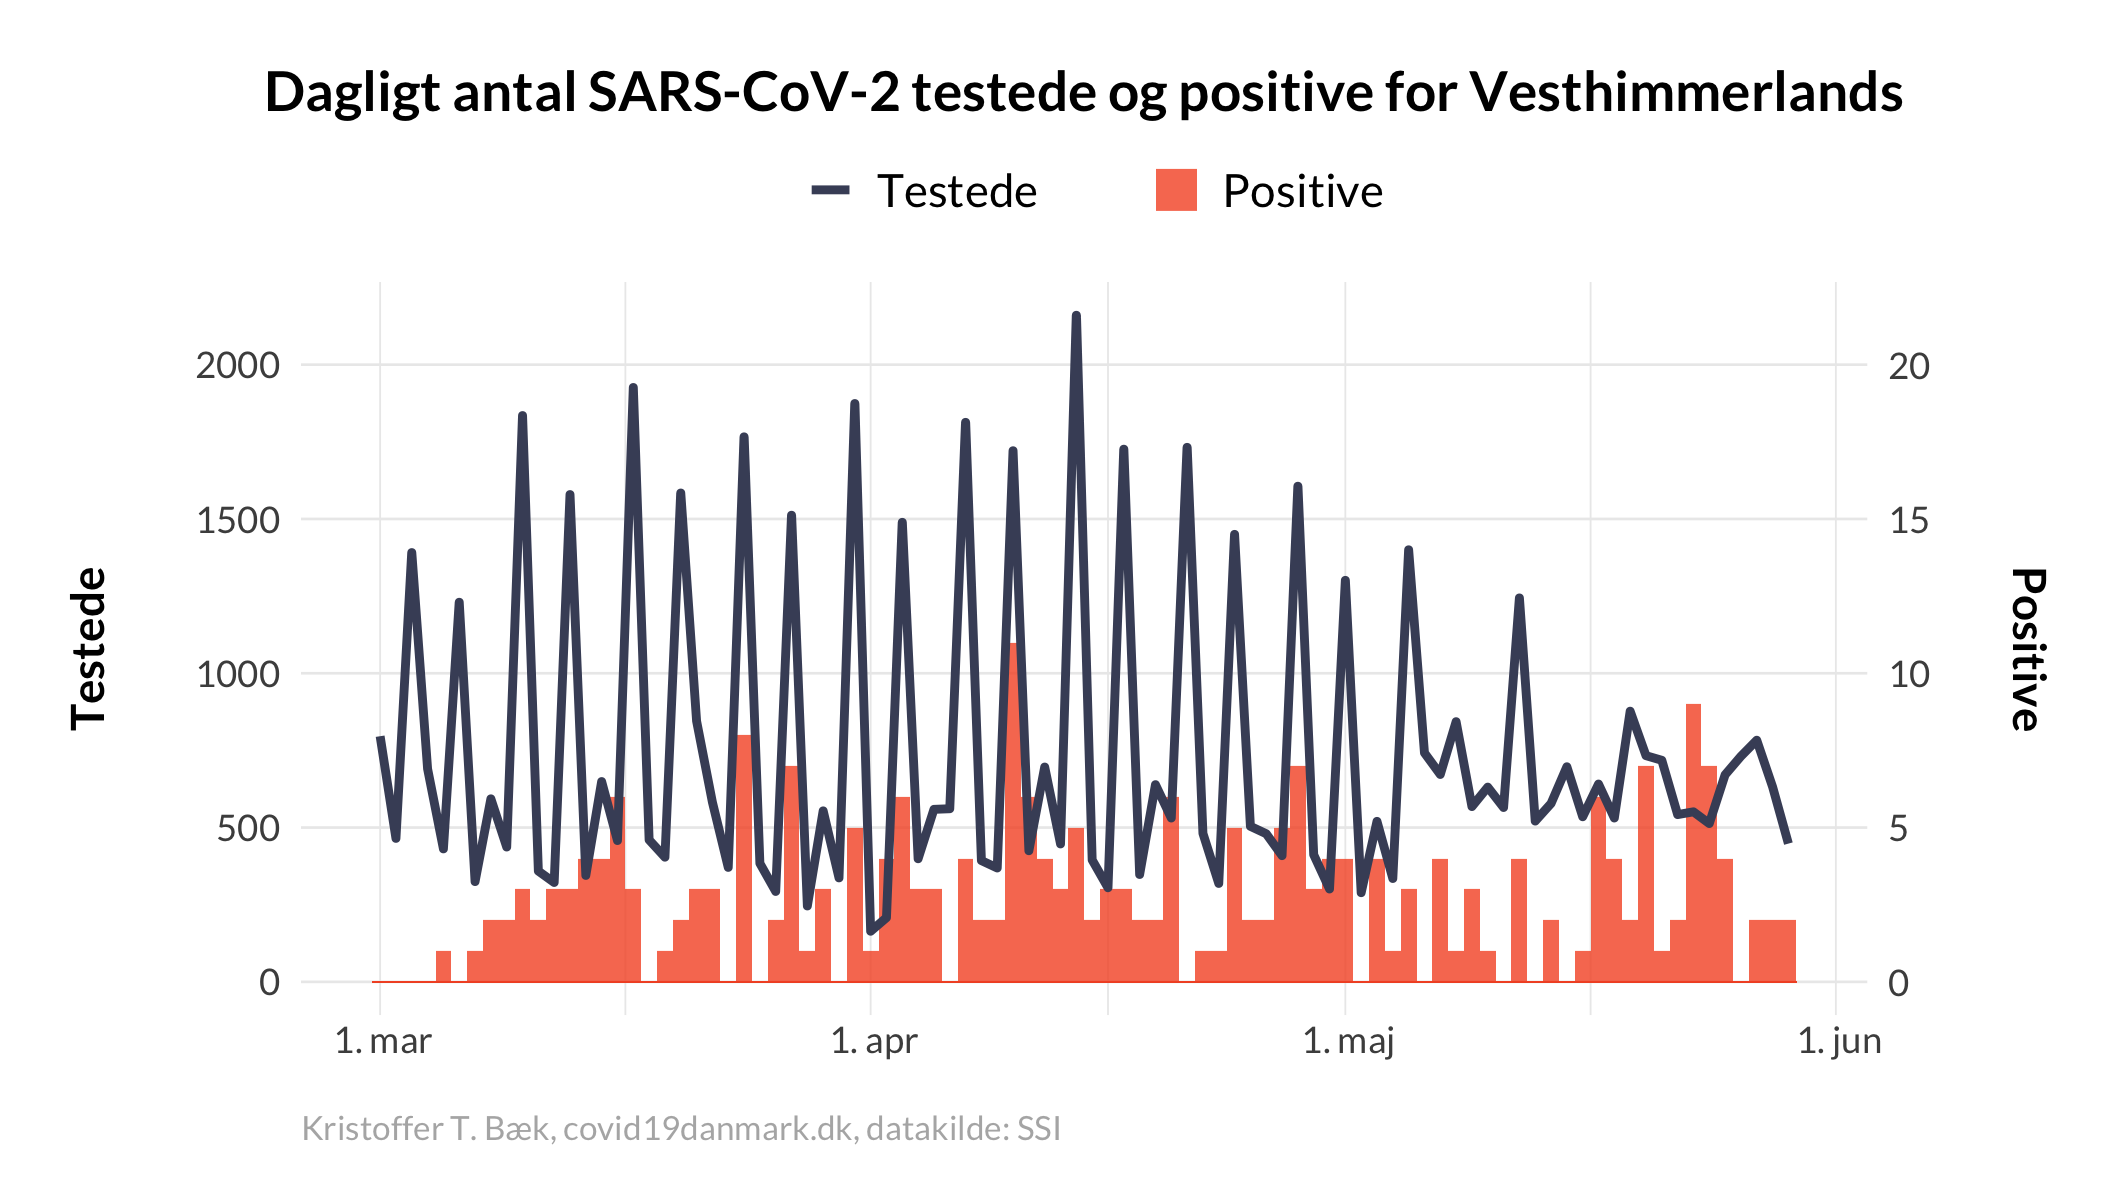 Dagligt antal SARS-CoV-2 testede og positive for Vesthimmerlands
Testede
Positive
Testede
2000
1500
1000
500
0
20
15
10
5
0
Positive
1. mar
1. apr
1. maj
1. jun
Kristoffer T. Bæk, covid19danmark.dk, datakilde: SSI